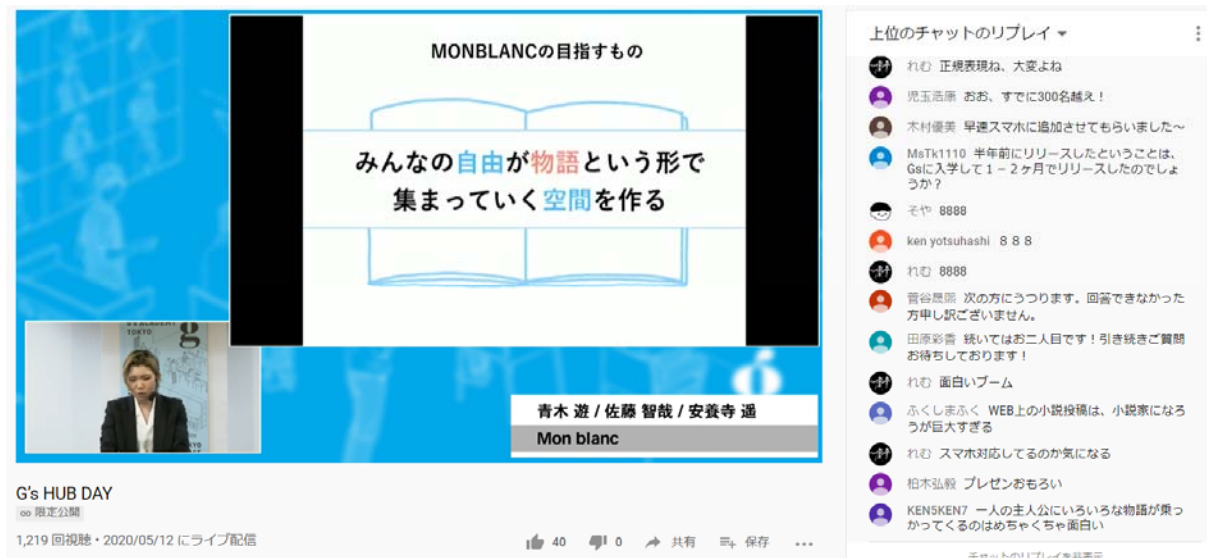 MONBLANCの目指すもの
みんなの自由が物語という形で
集まっていく空間を作る
G's ACADEMY
TOKYO
青木 遊 / 佐藤 智哉 / 安養寺 遥
Mon blanc
G's HUB DAY
限定公開
1,219 回視聴・2020/05/12 にライブ配信
40
0
共有
保存
上位のチャットのリプレイ
れむ 正規表現ね、大変よね
児玉浩康 おお、すでに300名越え！
木村優美 早速スマホに追加させてもらいました〜
MsTk1110 半年前にリリースしたということは、
Gsに入学して１－２ヶ月でリリースしたのでしょ
うか？
そや 8888
ken yotsuhashi ８８８
れむ 8888
菅谷晟熙 次の方にうつります。回答できなかった
方申し訳ございません。
田原彩香 続いてはお二人目です！引き続きご質問
お待ちしております！
れむ 面白いブーム
ふくしまふく WEB上の小説投稿は、小説家になろ
うが巨大すぎる
れむ スマホ対応してるのか気になる
柏木弘毅 プレゼンおもろい
KEN5KEN7 一人の主人公にいろいろな物語が乗っ
かってくるのはめちゃくちゃ面白い
チャットのリプレイを非表示